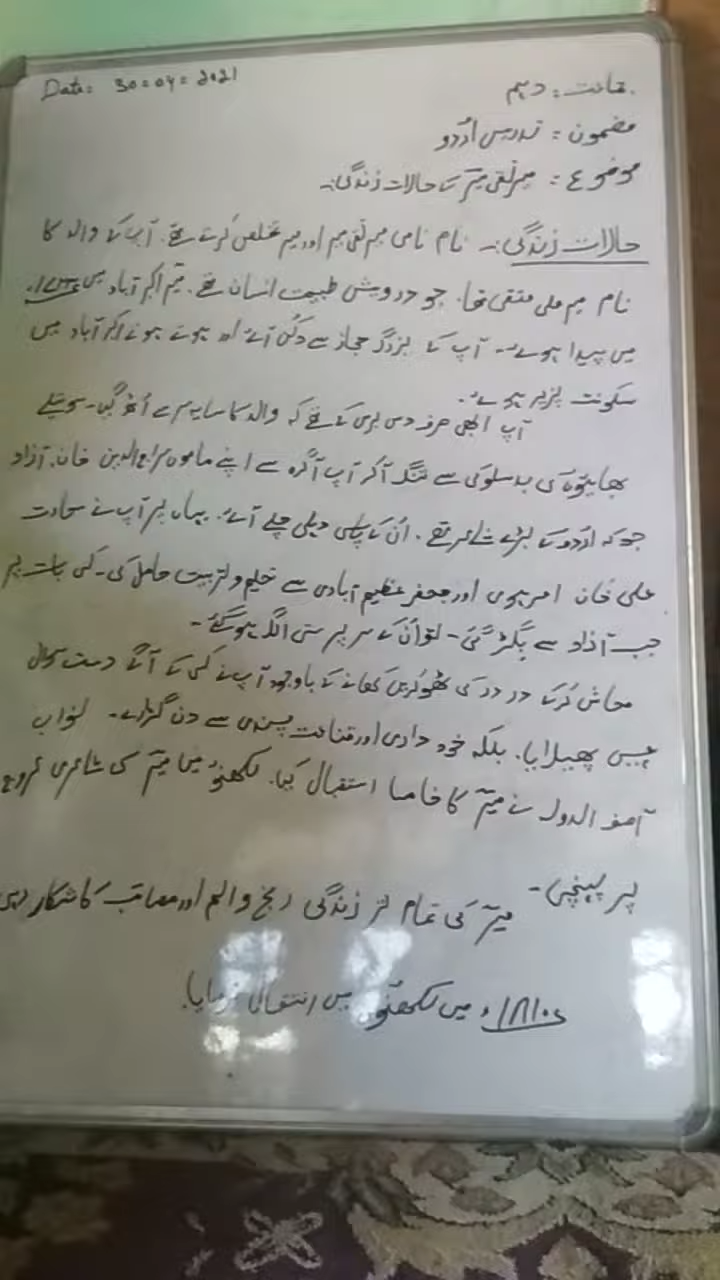 Date: 30=04=2021
جماعت: دہم
مضمون: تدریس اُردو
موضوع: میر تقی میرؔ کے حالات زندگی:۔
حالات زندگی:۔ نام نامی میر تقی میر اور میر تخلص کرتے تھے۔ آپ کے والد کا
نام میر علی متقی تھا۔ جو درویش طبیعت انسان تھے۔ میرؔ اکبر آباد میں
میں پیدا ہوئے۔ آپ کے بزرگ حجاز سے دکن آئے اور ہوتے ہوتے اکبر آباد میں
سکونت پزیر ہوئے۔
آپ ابھی صرف دس برس کے تھے کہ والد کا سایہ سر سے اُٹھ گیا۔ سوتیلے
بھائیوں کی بدسلوکی سے تنگ آکر آپ آگرہ سے اپنے ماموں سراج الدین خان آزاد
جو کہ اُردو کے بڑے شاعر تھے۔ اُن کے پاس دہلی چلے آئے۔ یہاں پر آپ نے سعادت
علی خان امروہوی اور جعفر عظیم آبادی سے تعلیم و تربیت حاصل کی۔ کسی بات پر
جب آزاد سے بگڑ گئی۔ تو اُن کے سر پرستی الگ ہوگئے۔
معاش کے در در کی ٹھوکریں کھانے کے باوجود آپ نے کسی کے آگے دست سوال
نہیں پھیلایا۔ بلکہ خود داری اور قناعت پسندی سے دن گزارے۔ نواب
آصف الدولہ نے میرؔ کا خاصا استقبال کیا۔ لکھنؤ میں میرؔ کی شاعری عروج
پر پہنچی۔
میرؔ کی تمام تر زندگی رنج و الم اور مصائب کا شکار رہی
۱۸۱۰ء میں لکھنؤ میں انتقال فرمایا۔